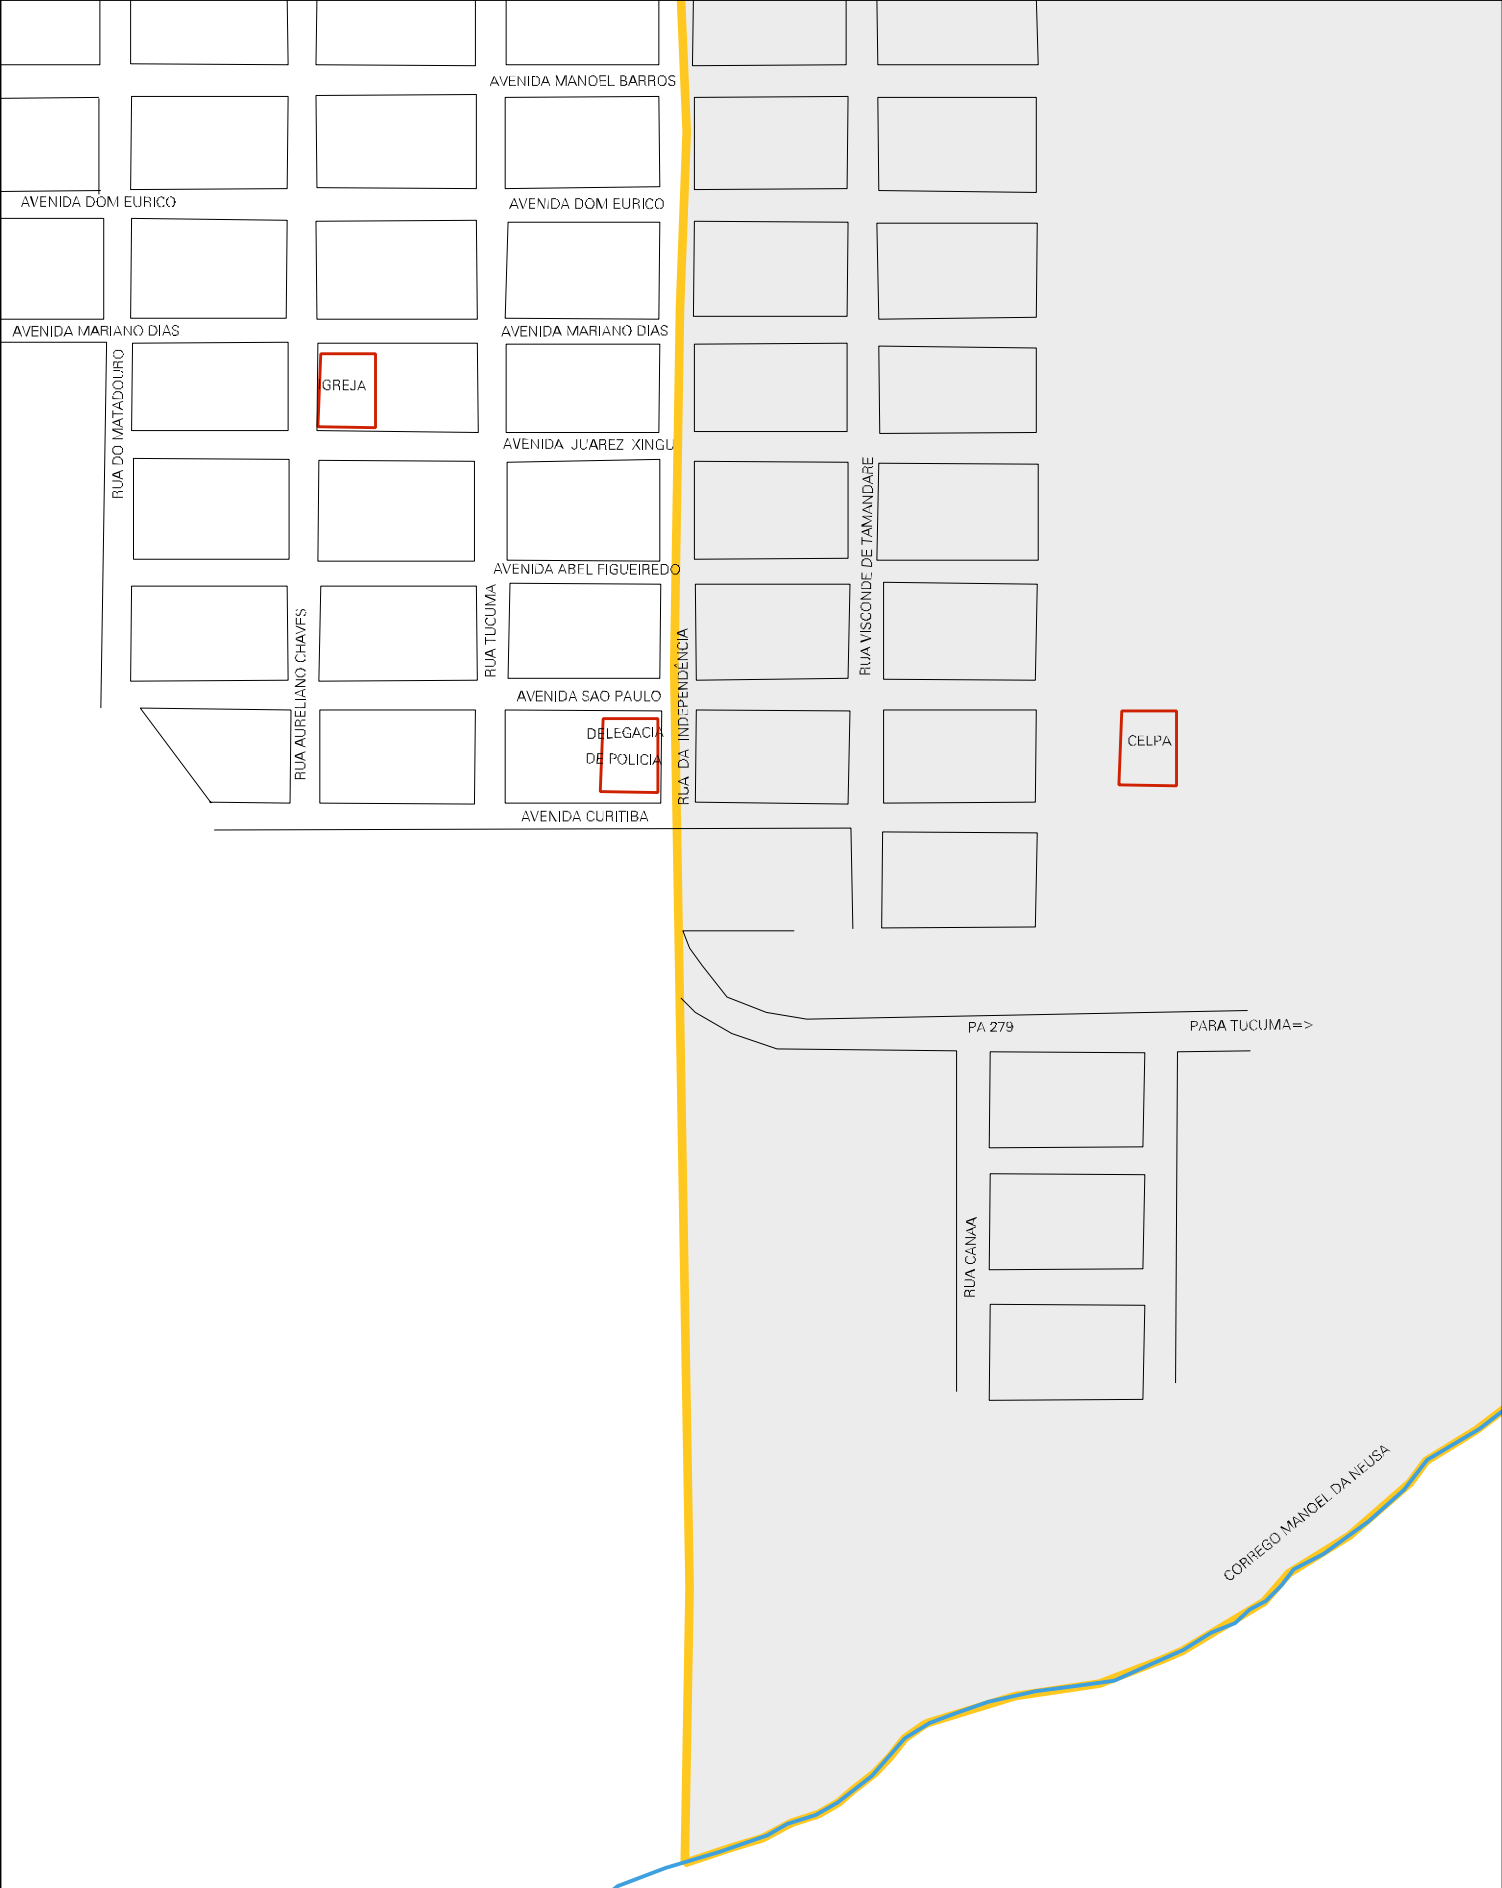 AVENIDA MANOEL BARROS
AVENIDA DOM EURICO
AVENIDA DOM EURICO
AVENIDA MARIANO DIAS
AVENIDA MARIANO DIAS
RUA DO MATADOURO
IGREJA
AVENIDA JUAREZ XINGU
RUA VISCONDE DE TAMANDARE
AVENIDA ABEL FIGUEIREDO
RUA TUCUMA
RUA AURELIANO CHAVES
RUA DA INDEPENDÊNCIA
AVENIDA SAO PAULO
DELEGACIA
DE POLICIA
CELPA
AVENIDA CURITIBA
PA 279
PARA TUCUMA=>
RUA CANAA
CORREGO MANOEL DA NEUSA